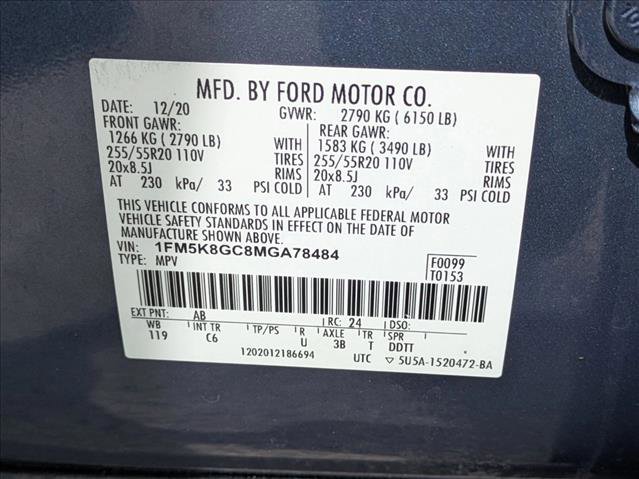 MFD. BY FORD MOTOR CO.
DATE: 12/20 GVWR: 2790 KG ( 6150 LB)
FRONT GAWR: REAR GAWR:
1266 KG ( 2790 LB) WITH 1583 KG ( 3490 LB) WITH
255/55R20 110V TIRES 255/55R20 110V TIRES
20x8.5J RIMS 20x8.5J RIMS
AT 230 kPa/ 33 PSI COLD AT 230 kPa/ 33 PSI COLD
THIS VEHICLE CONFORMS TO ALL APPLICABLE FEDERAL MOTOR
VEHICLE SAFETY STANDARDS IN EFFECT ON THE DATE OF
MANUFACTURE SHOWN ABOVE.
VIN: 1FM5K8GC8MGA78484 F0099
TYPE: MPV T0153
EXT PNT: AB RC: 24 DSO:
WB INT TR TP/PS R AXLE TR SPR
119 C6 U 3B T DDTT
1202012186694 UTC ▽ 5U5A-1520472-BA